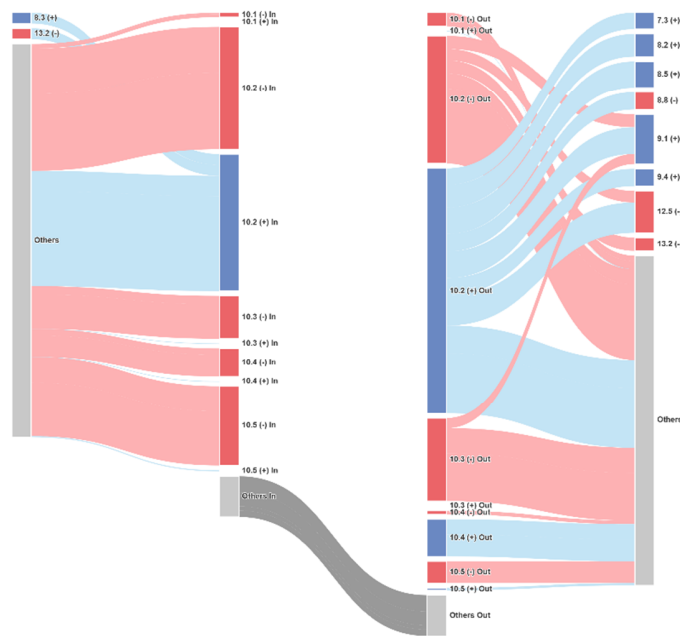 8.3 (+)
13.2 (-)
Others
10.1 (-) In
10.1 (+) In
10.2 (-) In
10.2 (+) In
10.3 (-) In
10.3 (+) In
10.4 (-) In
10.4 (+) In
10.5 (-) In
10.5 (+) In
Others In
10.1 (-) Out
10.1 (+) Out
10.2 (-) Out
10.2 (+) Out
10.3 (-) Out
10.3 (+) Out
10.4 (-) Out
10.4 (+) Out
10.5 (-) Out
10.5 (+) Out
Others Out
7.3 (+)
8.2 (+)
8.5 (+)
8.8 (-)
9.1 (+)
9.4 (+)
12.5 (-
13.2 (-
Others